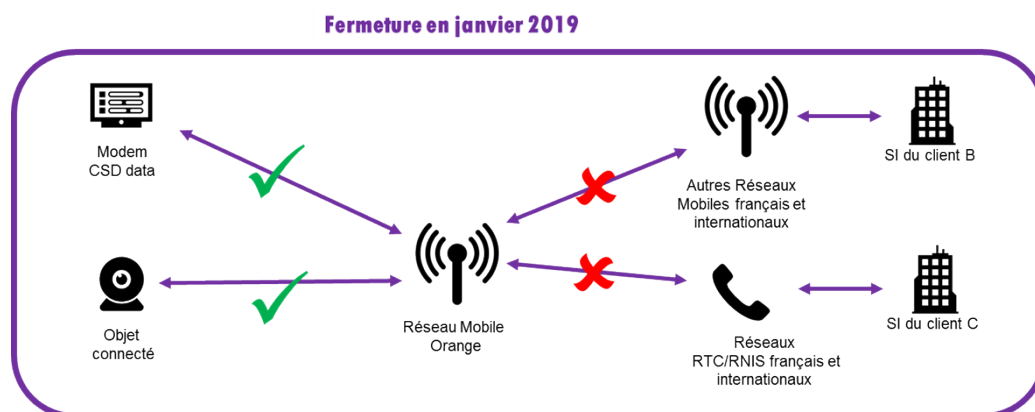 Fermeture en janvier 2019
Modem
CSD data
Objet
connecté
Réseau Mobile
Orange
Autres Réseaux
Mobiles français et
internationaux
SI du client B
Réseaux
RTC/RNIS français et
internationaux
SI du client C